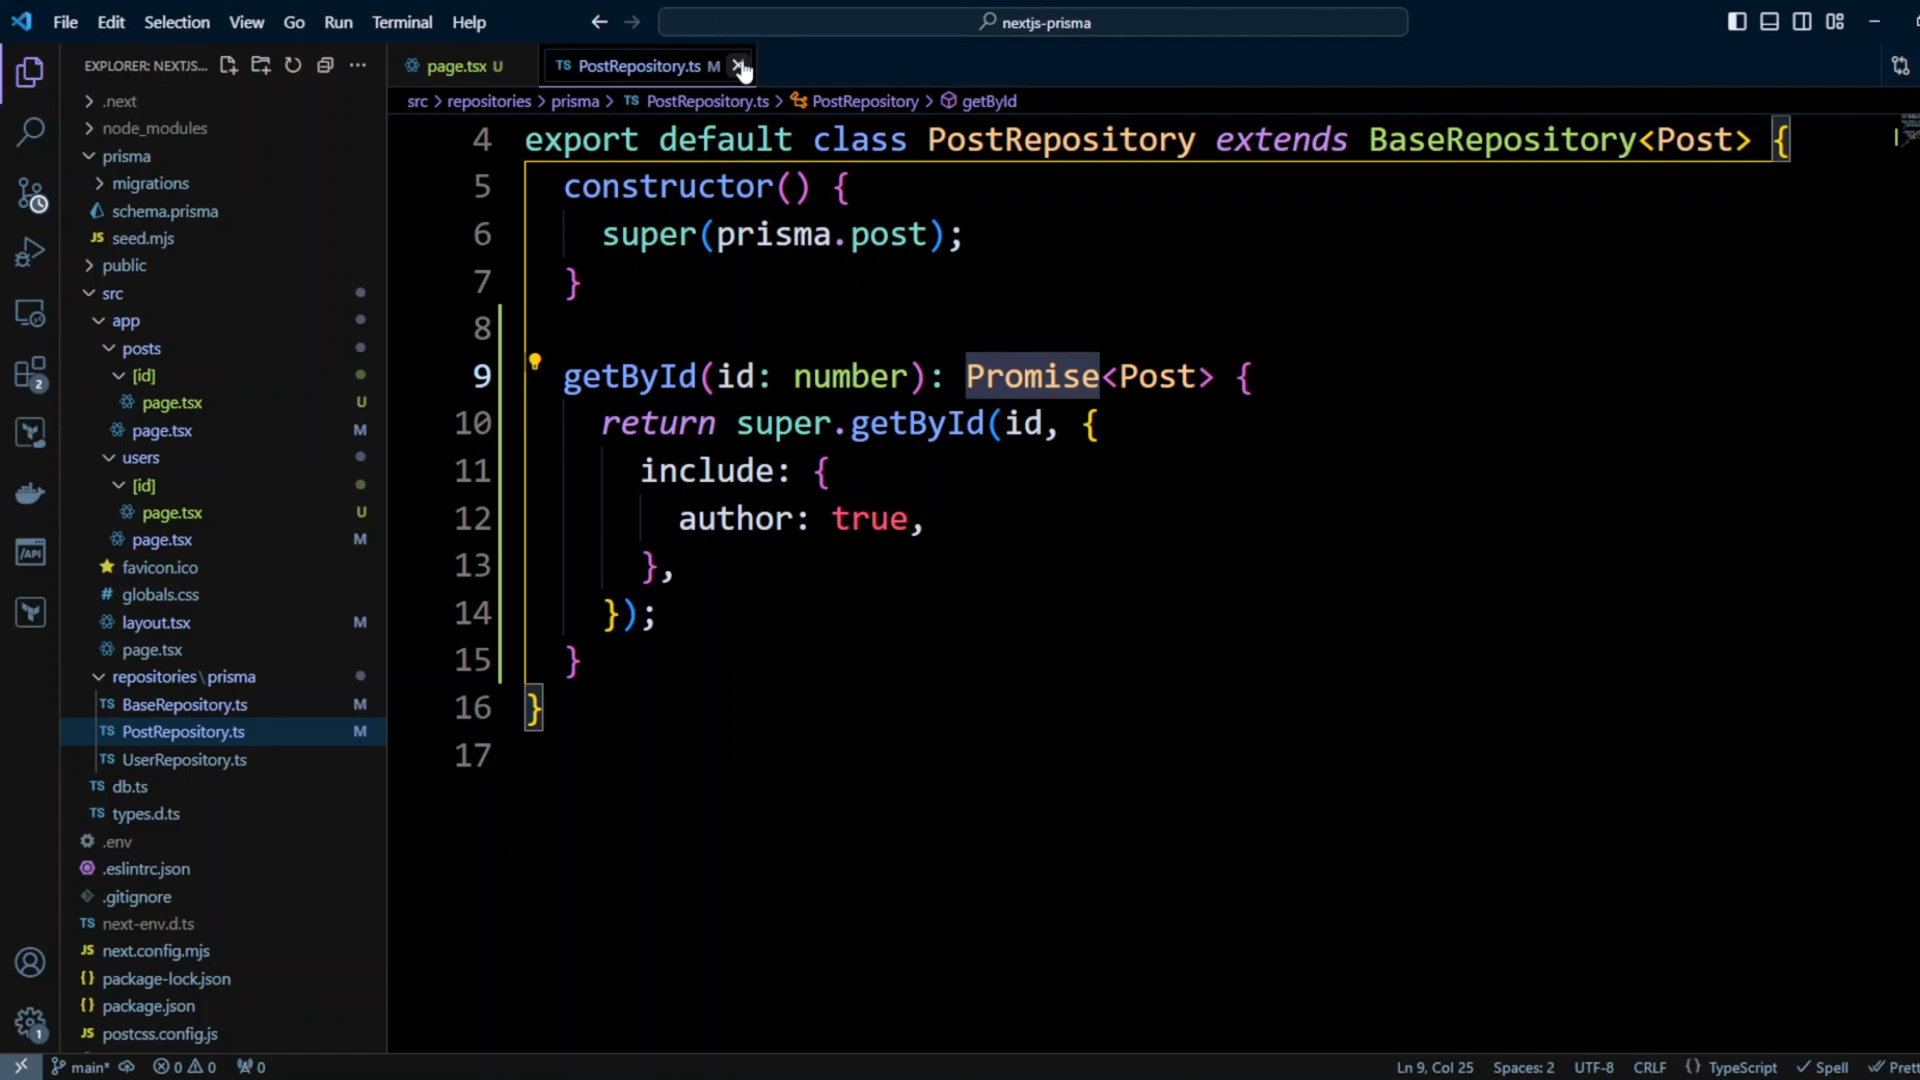 File Edit Selection View Go Run Terminal Help
nextjs-prisma
EXPLORER: NEXTJS...
.next
node_modules
prisma
migrations
schema.prisma
JS seed.mjs
public
src
app
posts
[id]
page.tsx U
page.tsx M
users
[id]
page.tsx U
page.tsx M
favicon.ico
# globals.css
layout.tsx M
page.tsx
repositories\prisma
TS BaseRepository.ts M
TS PostRepository.ts M
TS UserRepository.ts
TS db.ts
TS types.d.ts
.env
.eslintrc.json
.gitignore
TS next-env.d.ts
JS next.config.mjs
{} package-lock.json
{} package.json
JS postcss.config.js
2
/API
1
page.tsx U
TS PostRepository.ts M
src > repositories > prisma > TS PostRepository.ts > PostRepository > getById
4 export default class PostRepository extends BaseRepository<Post> {
5 constructor() {
6 super(prisma.post);
7 }
8
9 getById(id: number): Promise<Post> {
10 return super.getById(id, {
11 include: {
12 author: true,
13 },
14 });
15 }
16 }
17
main* 0 0 0
Ln 9, Col 25 Spaces: 2 UTF-8 CRLF {} TypeScript Spell Prett